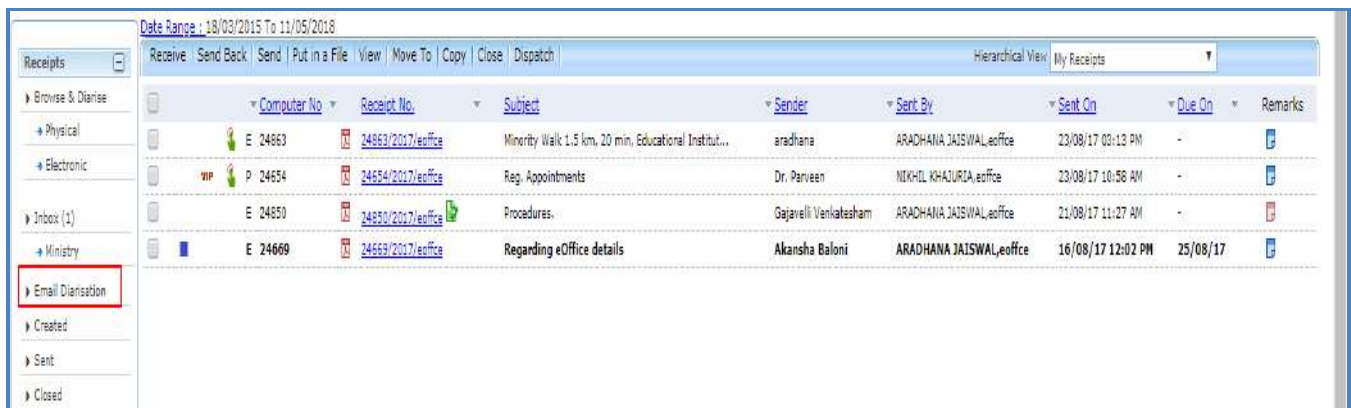 Date Range : 18/03/2015 To 11/05/2018
Receipts
Receive | Send Back | Send | Put in a File | View | Move To | Copy | Close | Dispatch |
Hierarchical View My Receipts
Browse & Diarise
Physical
Electronic
Inbox (1)
Ministry
Email Diarisation
Created
Sent
Closed
Computer No Receipt No. Subject Sender Sent By Sent On Due On Remarks
E 24863 24863/2017/eoffce Minority Walk 1.5 km, 20 min, Educational Institut... aradhana ARADHANA JAISWAL,eoffce 23/08/17 03:13 PM -
ZIP P 24654 24654/2017/eoffce Reg. Appointments Dr. Parveen NIKHIL KHAJURIA,eoffce 23/08/17 10:58 AM -
E 24850 24850/2017/eoffce Procedures. Gajavelli Venkatesham ARADHANA JAISWAL,eoffce 21/08/17 11:27 AM -
E 24669 24669/2017/eoffce Regarding eOffice details Akansha Baloni ARADHANA JAISWAL,eoffce 16/08/17 12:02 PM 25/08/17